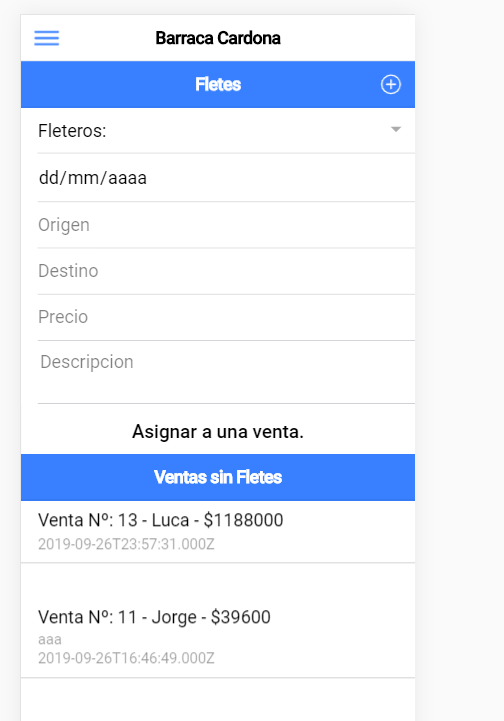 Barraca Cardona
Fletes
Fleteros:
dd/mm/aaaa
Origen
Destino
Precio
Descripcion
Asignar a una venta.
Ventas sin Fletes
Venta Nº: 13 - Luca - $1188000
2019-09-26T23:57:31.000Z
Venta Nº: 11 - Jorge - $39600
aaa
2019-09-26T16:46:49.000Z